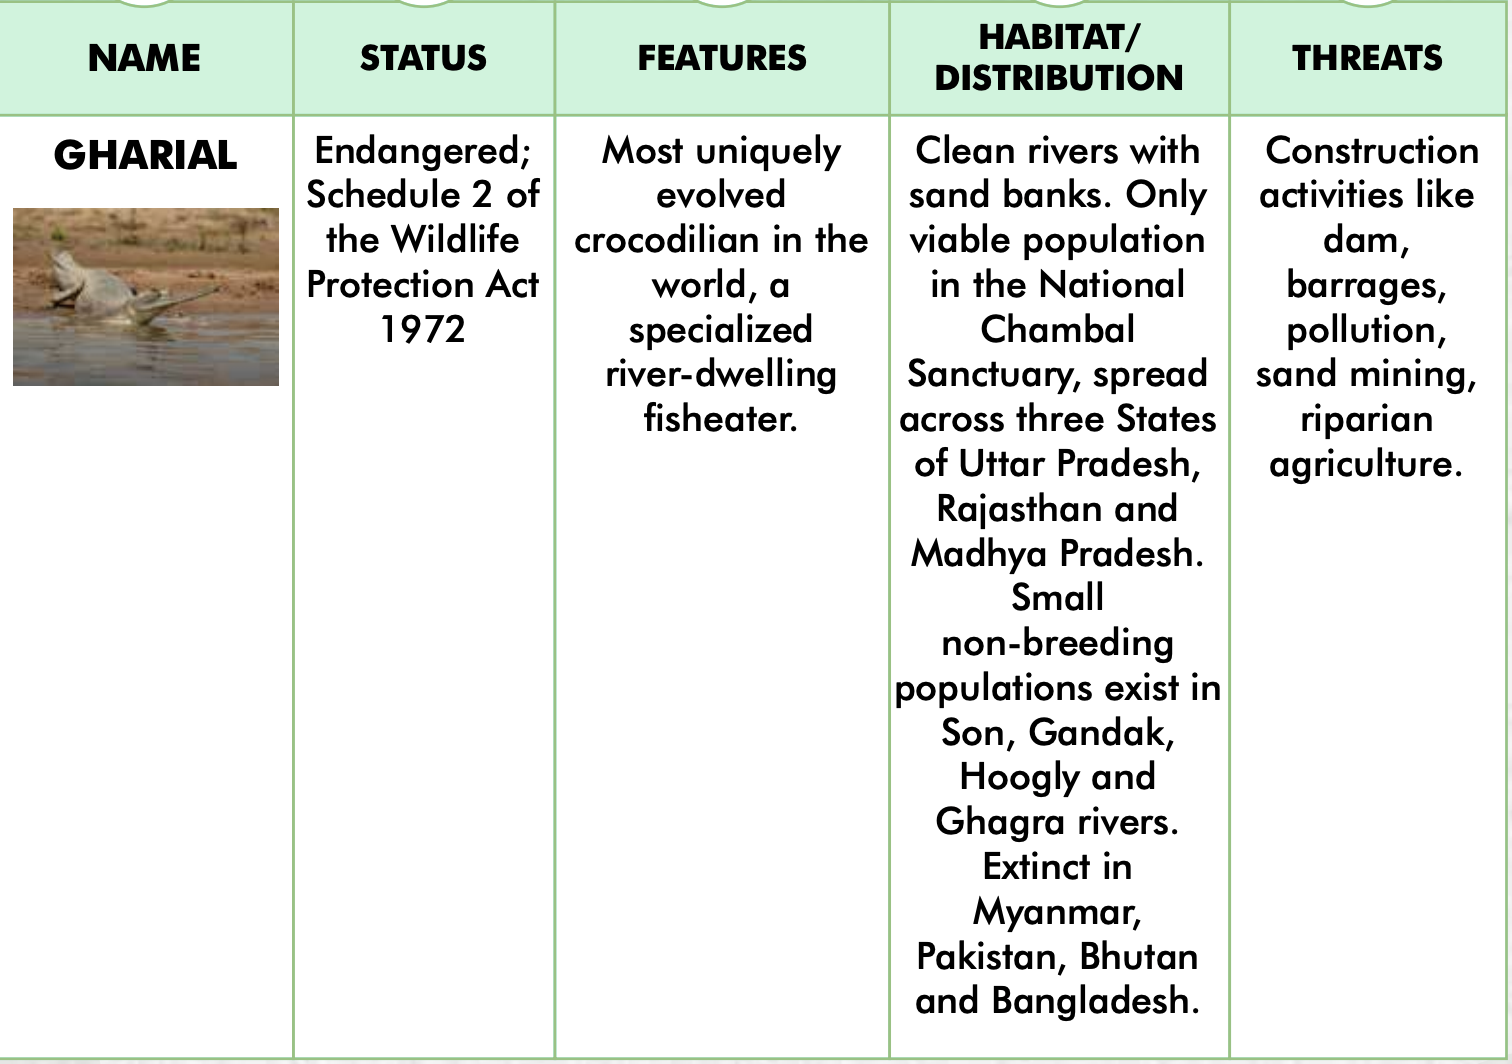 NAME
STATUS
FEATURES
HABITAT/
DISTRIBUTION
THREATS
GHARIAL
Endangered;
Schedule 2 of
the Wildlife
Protection Act
1972
Most uniquely
evolved
crocodilian in the
world, a
specialized
river-dwelling
fisheater.
Clean rivers with
sand banks. Only
viable population
in the National
Chambal
Sanctuary, spread
across three States
of Uttar Pradesh,
Rajasthan and
Madhya Pradesh.
Small
non-breeding
populations exist in
Son, Gandak,
Hoogly and
Ghagra rivers.
Extinct in
Myanmar,
Pakistan, Bhutan
and Bangladesh.
Construction
activities like
dam,
barrages,
pollution,
sand mining,
riparian
agriculture.